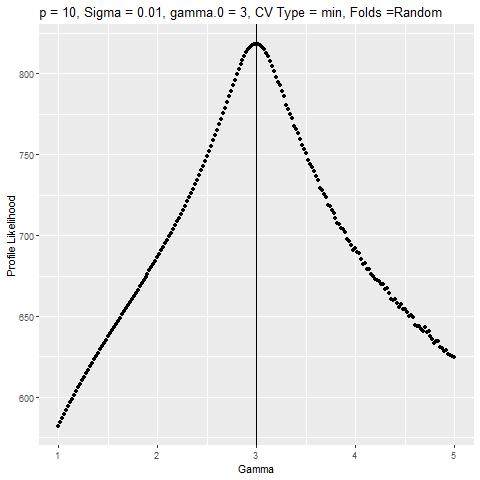 p = 10, Sigma = 0.01, gamma.0 = 3, CV Type = min, Folds =Random
Profile Likelihood
800
750
700
650
600
1 2 3 4 5
Gamma